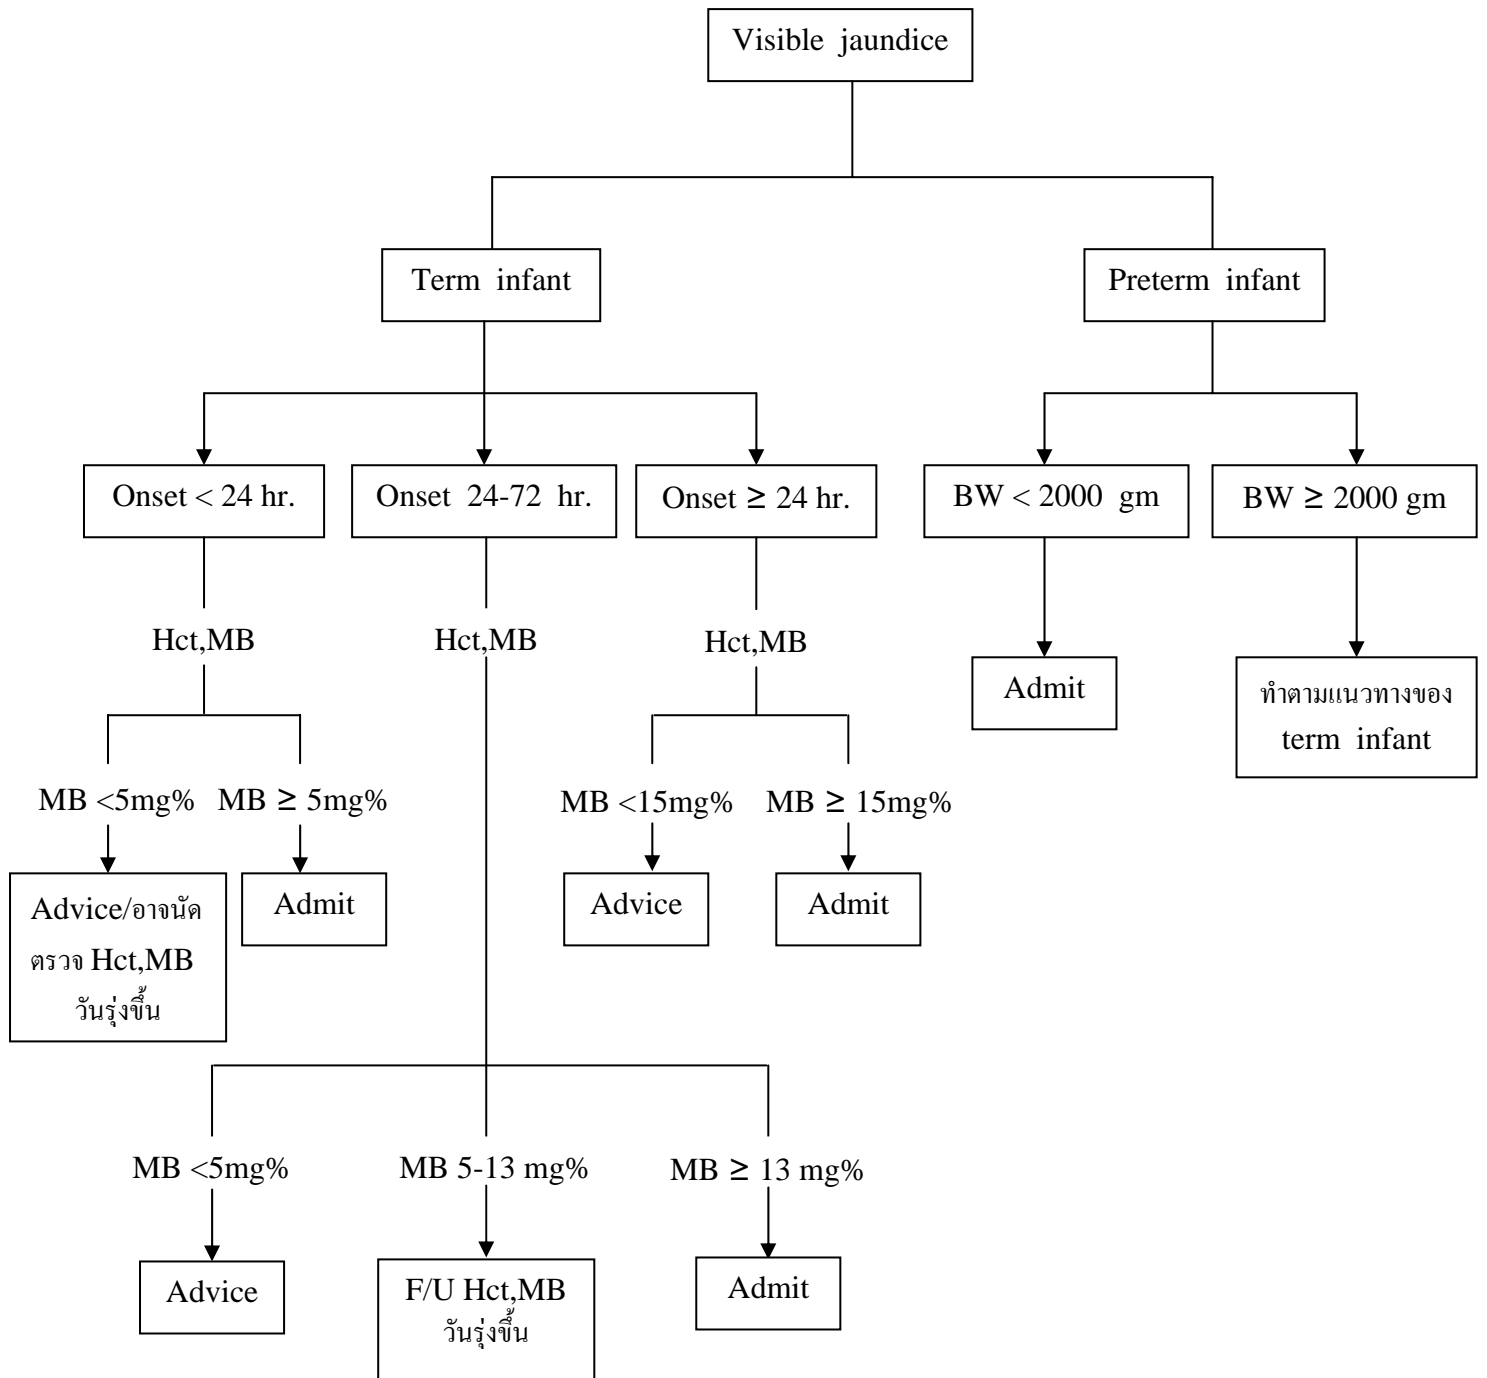 Visible jaundice
Term infant
Preterm infant
Onset < 24 hr.
Onset 24-72 hr.
Onset ≥ 24 hr.
BW < 2000 gm
BW ≥ 2000 gm
Hct,MB
Hct,MB
Hct,MB
Admit
ทำตามแนวทางของ
term infant
MB <5mg%
MB ≥ 5mg%
MB <15mg%
MB ≥ 15mg%
Advice/อาจนัด
ตรวจ Hct,MB
วันรุ่งขึ้น
Admit
Advice
Admit
MB <5mg%
MB 5-13 mg%
MB ≥ 13 mg%
Advice
F/U Hct,MB
วันรุ่งขึ้น
Admit